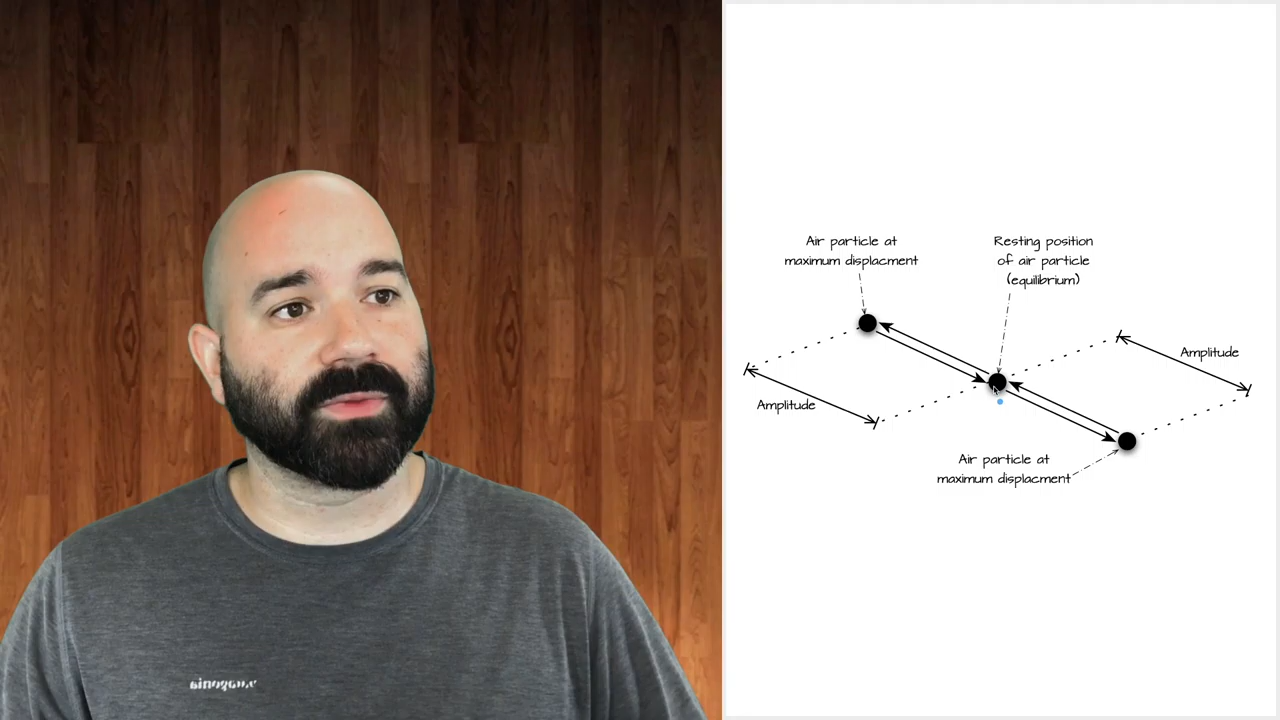 Air particle at
maximum displacment
Resting position
of air particle
(equilibrium)
Amplitude
Amplitude
Air particle at
maximum displacment